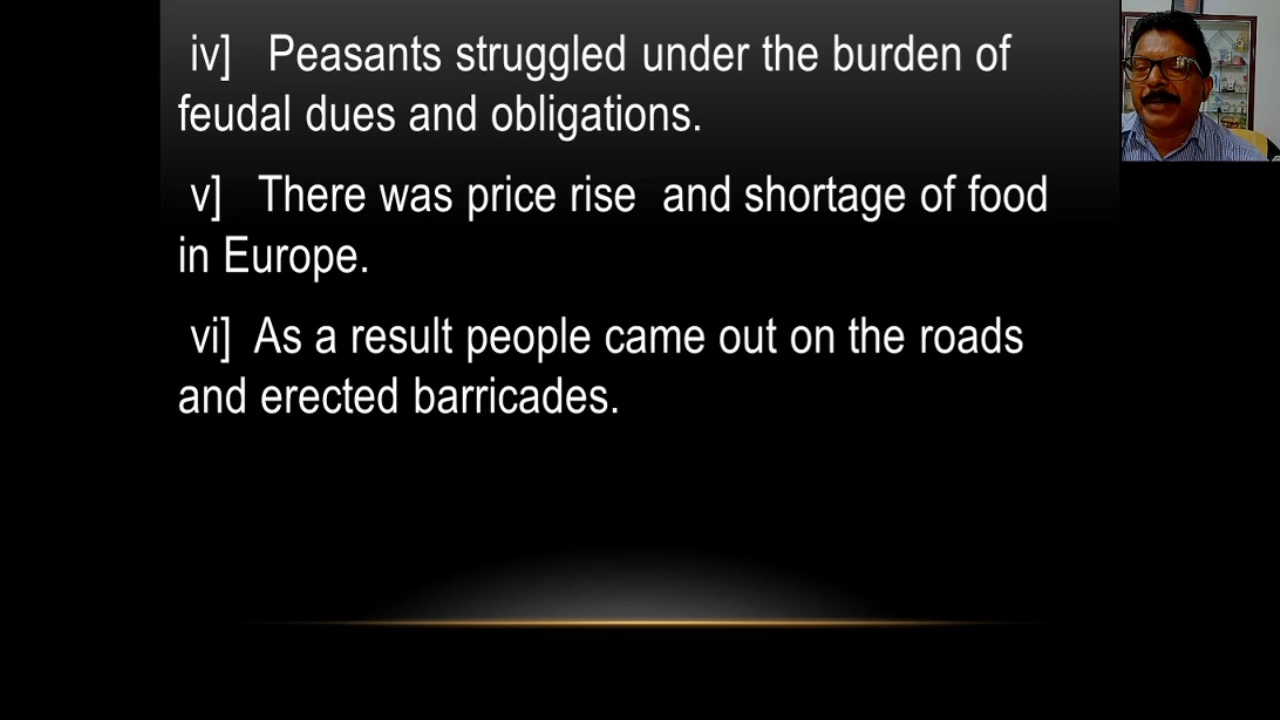 iv] Peasants struggled under the burden of
feudal dues and obligations.
v] There was price rise and shortage of food
in Europe.
vi] As a result people came out on the roads
and erected barricades.